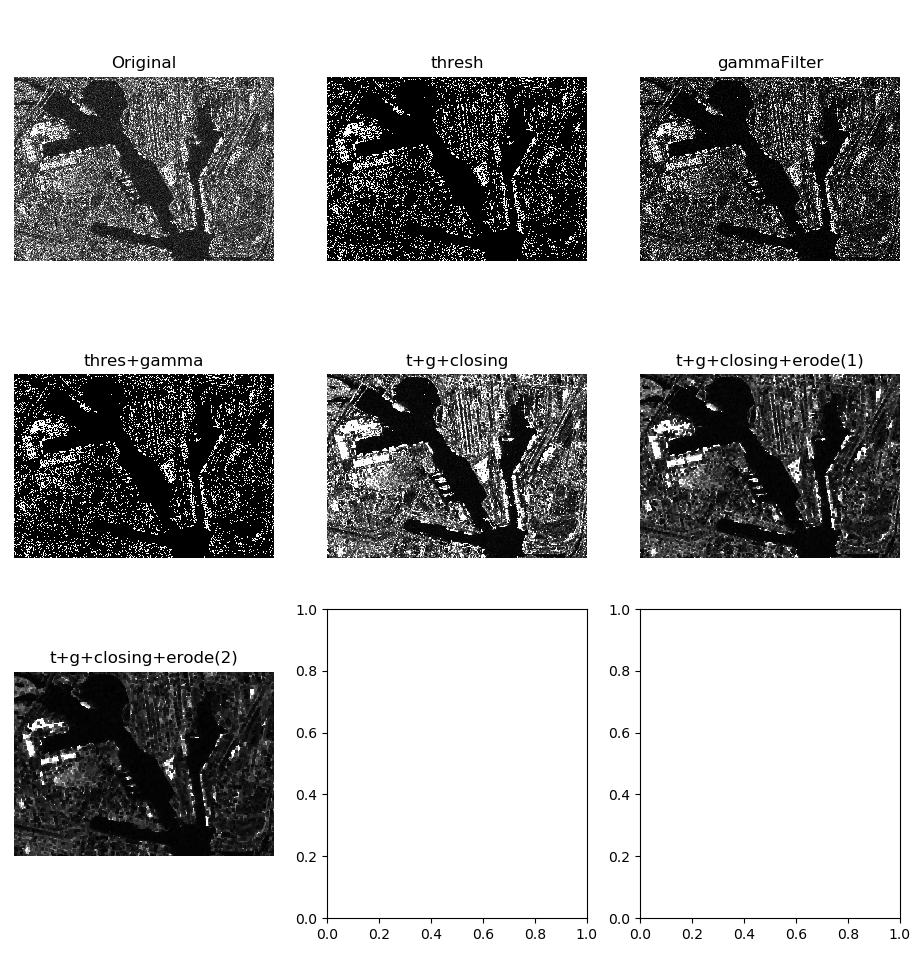 Original
thresh
gammaFilter
thres+gamma
t+g+closing
t+g+closing+erode(1)
t+g+closing+erode(2)
1.0
0.8
0.6
0.4
0.2
0.0
0.0 0.2 0.4 0.6 0.8 1.0
1.0
0.8
0.6
0.4
0.2
0.0
0.0 0.2 0.4 0.6 0.8 1.0